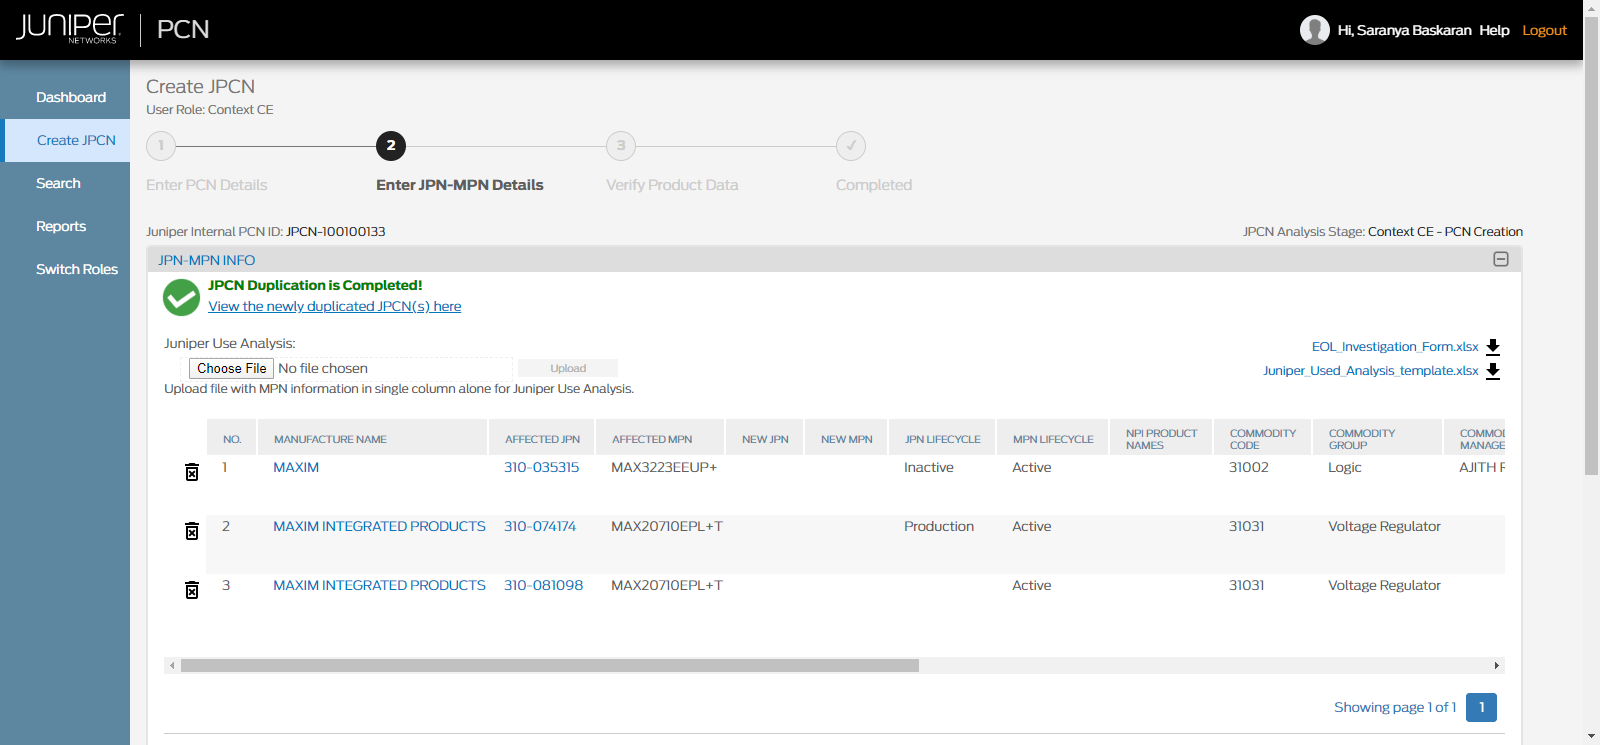 JUNIPER NETWORKS
PCN
Hi, Saranya Baskaran Help Logout
Dashboard
Create JPCN
Search
Reports
Switch Roles
Create JPCN
User Role: Context CE
1 2 3 ✓
Enter PCN Details Enter JPN-MPN Details Verify Product Data Completed
Juniper Internal PCN ID: JPCN-100100133 JPCN Analysis Stage: Context CE - PCN Creation
JPN-MPN INFO
JPCN Duplication is Completed!
View the newly duplicated JPCN(s) here
Juniper Use Analysis:
Choose File No file chosen Upload
Upload file with MPN information in single column alone for Juniper Use Analysis.
EOL_Investigation_Form.xlsx
Juniper_Used_Analysis_template.xlsx
NO. MANUFACTURE NAME AFFECTED JPN AFFECTED MPN NEW JPN NEW MPN JPN LIFECYCLE MPN LIFECYCLE NPI PRODUCT NAMES COMMODITY CODE COMMODITY GROUP COMMOD MANAGE
1 MAXIM 310-035315 MAX3223EEUP+ Inactive Active 31002 Logic AJITH R
2 MAXIM INTEGRATED PRODUCTS 310-074174 MAX20710EPL+T Production Active 31031 Voltage Regulator
3 MAXIM INTEGRATED PRODUCTS 310-081098 MAX20710EPL+T Active 31031 Voltage Regulator
Showing page 1 of 1 1